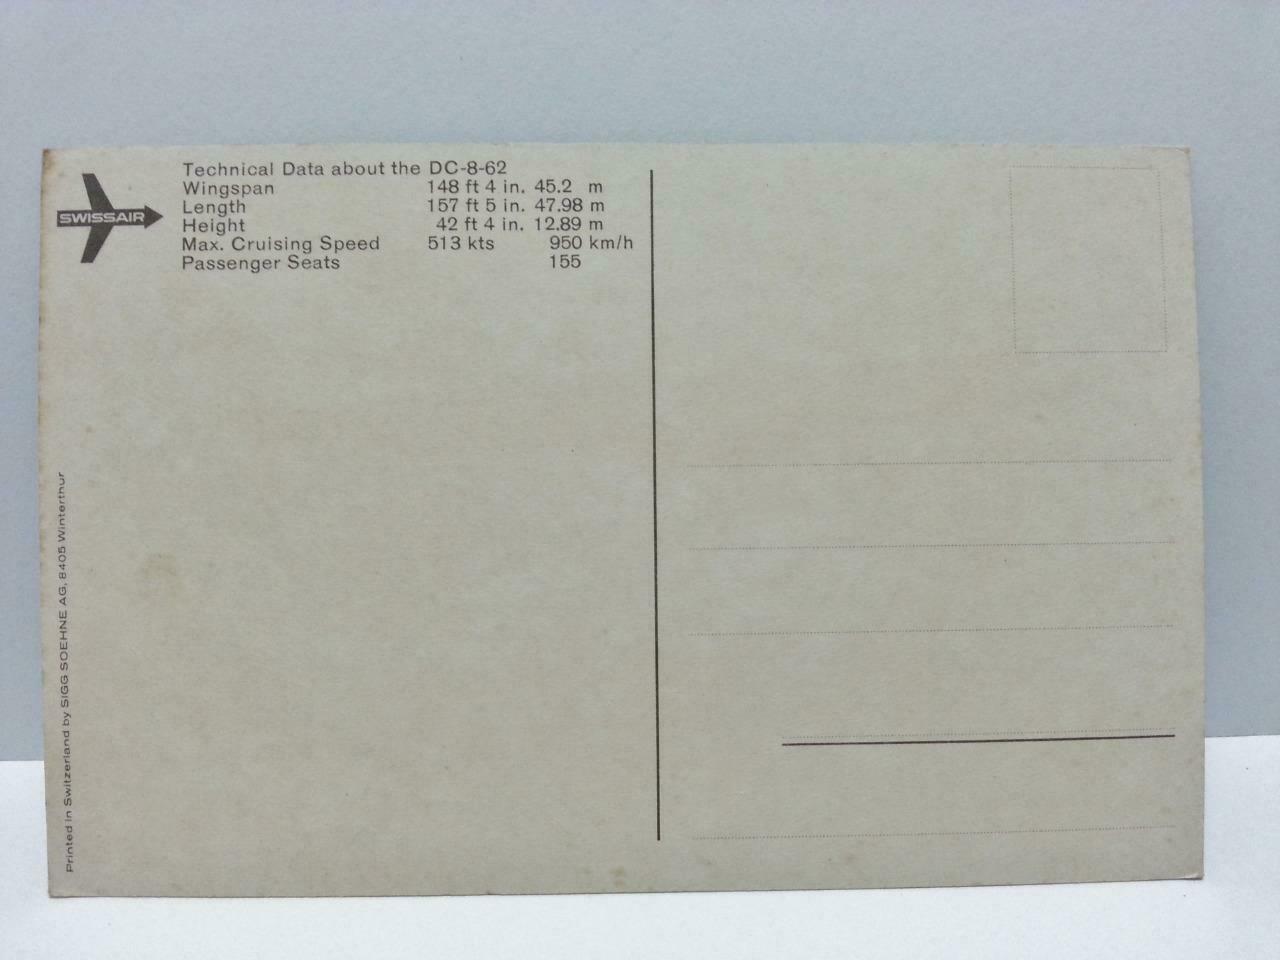 SWISSAIR
Technical Data about the DC-8-62
Wingspan 148 ft 4 in. 45.2 m
Length 157 ft 5 in. 47.98 m
Height 42 ft 4 in. 12.89 m
Max. Cruising Speed 513 kts 950 km/h
Passenger Seats 155
Printed in Switzerland by SIGG SOEHNE AG, 8405 Winterthur